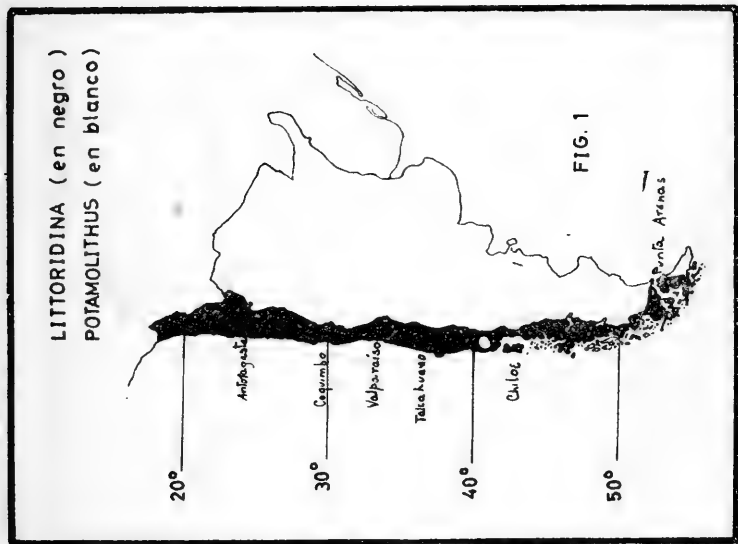 LITTORIDINA (en negro)
POTAMOLITHUS (en blanco)
20°
Antofagasta
30°
Coquimbo
Valparaiso
Talcahuano
40°
Chiloé
50°
Punta Arenas
FIG. 1